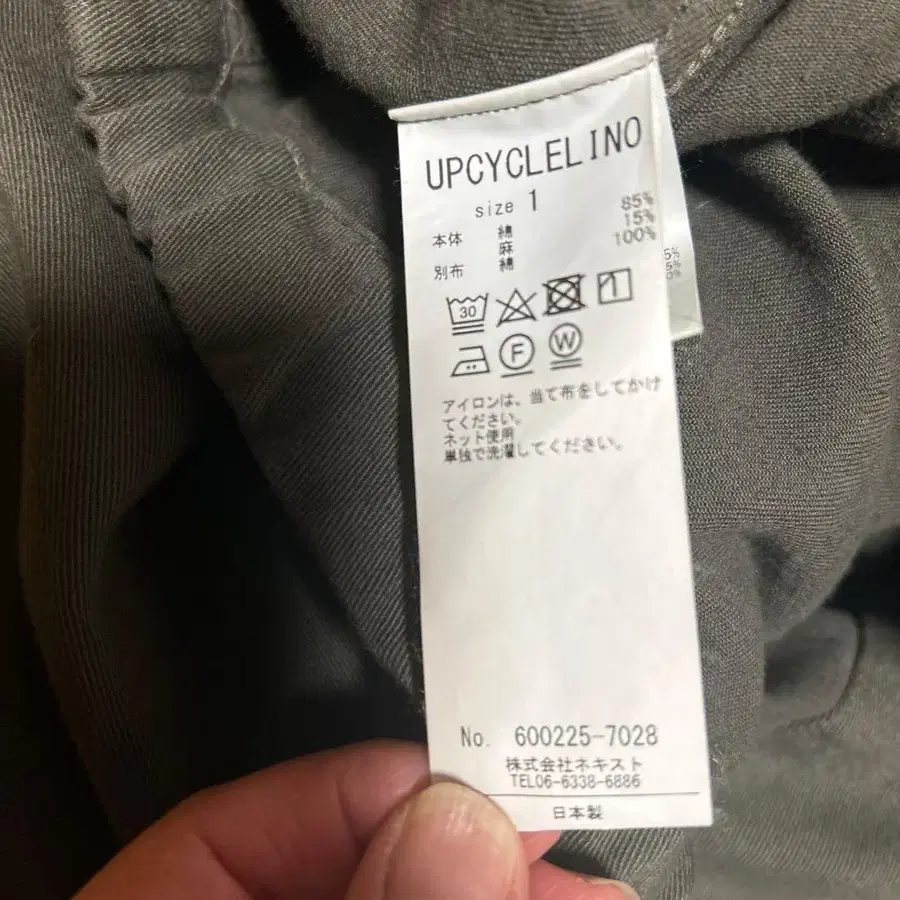 UPCYCLELINO
size 1
本体 綿 85%
麻 15%
別布 綿 100%
30
F W
アイロンは、当て布をしてかけ
てください。
ネット使用
単独で洗濯してください。
No. 600225-7028
株式会社ネキスト
TEL06-6338-6886
日本製
5%
5%
0%